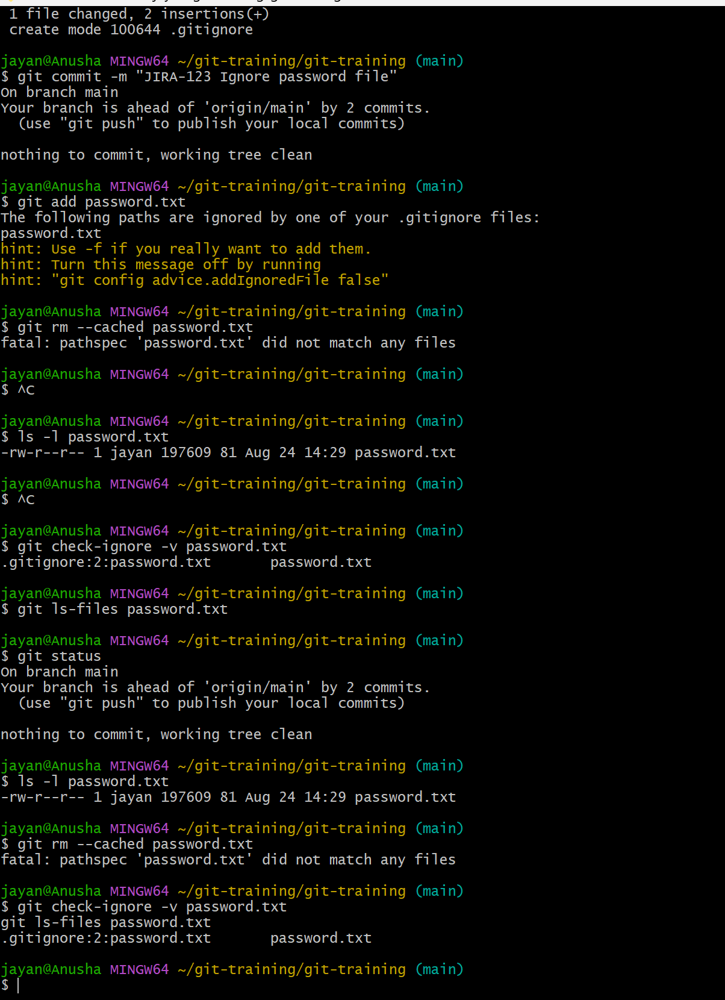 1 file changed, 2 insertions(+)
create mode 100644 .gitignore
jayan@Anusha MINGW64 ~/git-training/git-training (main)
$ git commit -m "JIRA-123 Ignore password file"
On branch main
Your branch is ahead of 'origin/main' by 2 commits.
(use "git push" to publish your local commits)
nothing to commit, working tree clean
jayan@Anusha MINGW64 ~/git-training/git-training (main)
$ git add password.txt
The following paths are ignored by one of your .gitignore files:
password.txt
hint: Use -f if you really want to add them.
hint: Turn this message off by running
hint: "git config advice.addIgnoredFile false"
jayan@Anusha MINGW64 ~/git-training/git-training (main)
$ git rm --cached password.txt
fatal: pathspec 'password.txt' did not match any files
jayan@Anusha MINGW64 ~/git-training/git-training (main)
$ ^C
jayan@Anusha MINGW64 ~/git-training/git-training (main)
$ ls -l password.txt
-rw-r--r-- 1 jayan 197609 81 Aug 24 14:29 password.txt
jayan@Anusha MINGW64 ~/git-training/git-training (main)
$ ^C
jayan@Anusha MINGW64 ~/git-training/git-training (main)
$ git check-ignore -v password.txt
.gitignore:2:password.txt       password.txt
jayan@Anusha MINGW64 ~/git-training/git-training (main)
$ git ls-files password.txt
jayan@Anusha MINGW64 ~/git-training/git-training (main)
$ git status
On branch main
Your branch is ahead of 'origin/main' by 2 commits.
(use "git push" to publish your local commits)
nothing to commit, working tree clean
jayan@Anusha MINGW64 ~/git-training/git-training (main)
$ ls -l password.txt
-rw-r--r-- 1 jayan 197609 81 Aug 24 14:29 password.txt
jayan@Anusha MINGW64 ~/git-training/git-training (main)
$ git rm --cached password.txt
fatal: pathspec 'password.txt' did not match any files
jayan@Anusha MINGW64 ~/git-training/git-training (main)
$ git check-ignore -v password.txt
git ls-files password.txt
.gitignore:2:password.txt       password.txt
jayan@Anusha MINGW64 ~/git-training/git-training (main)
$